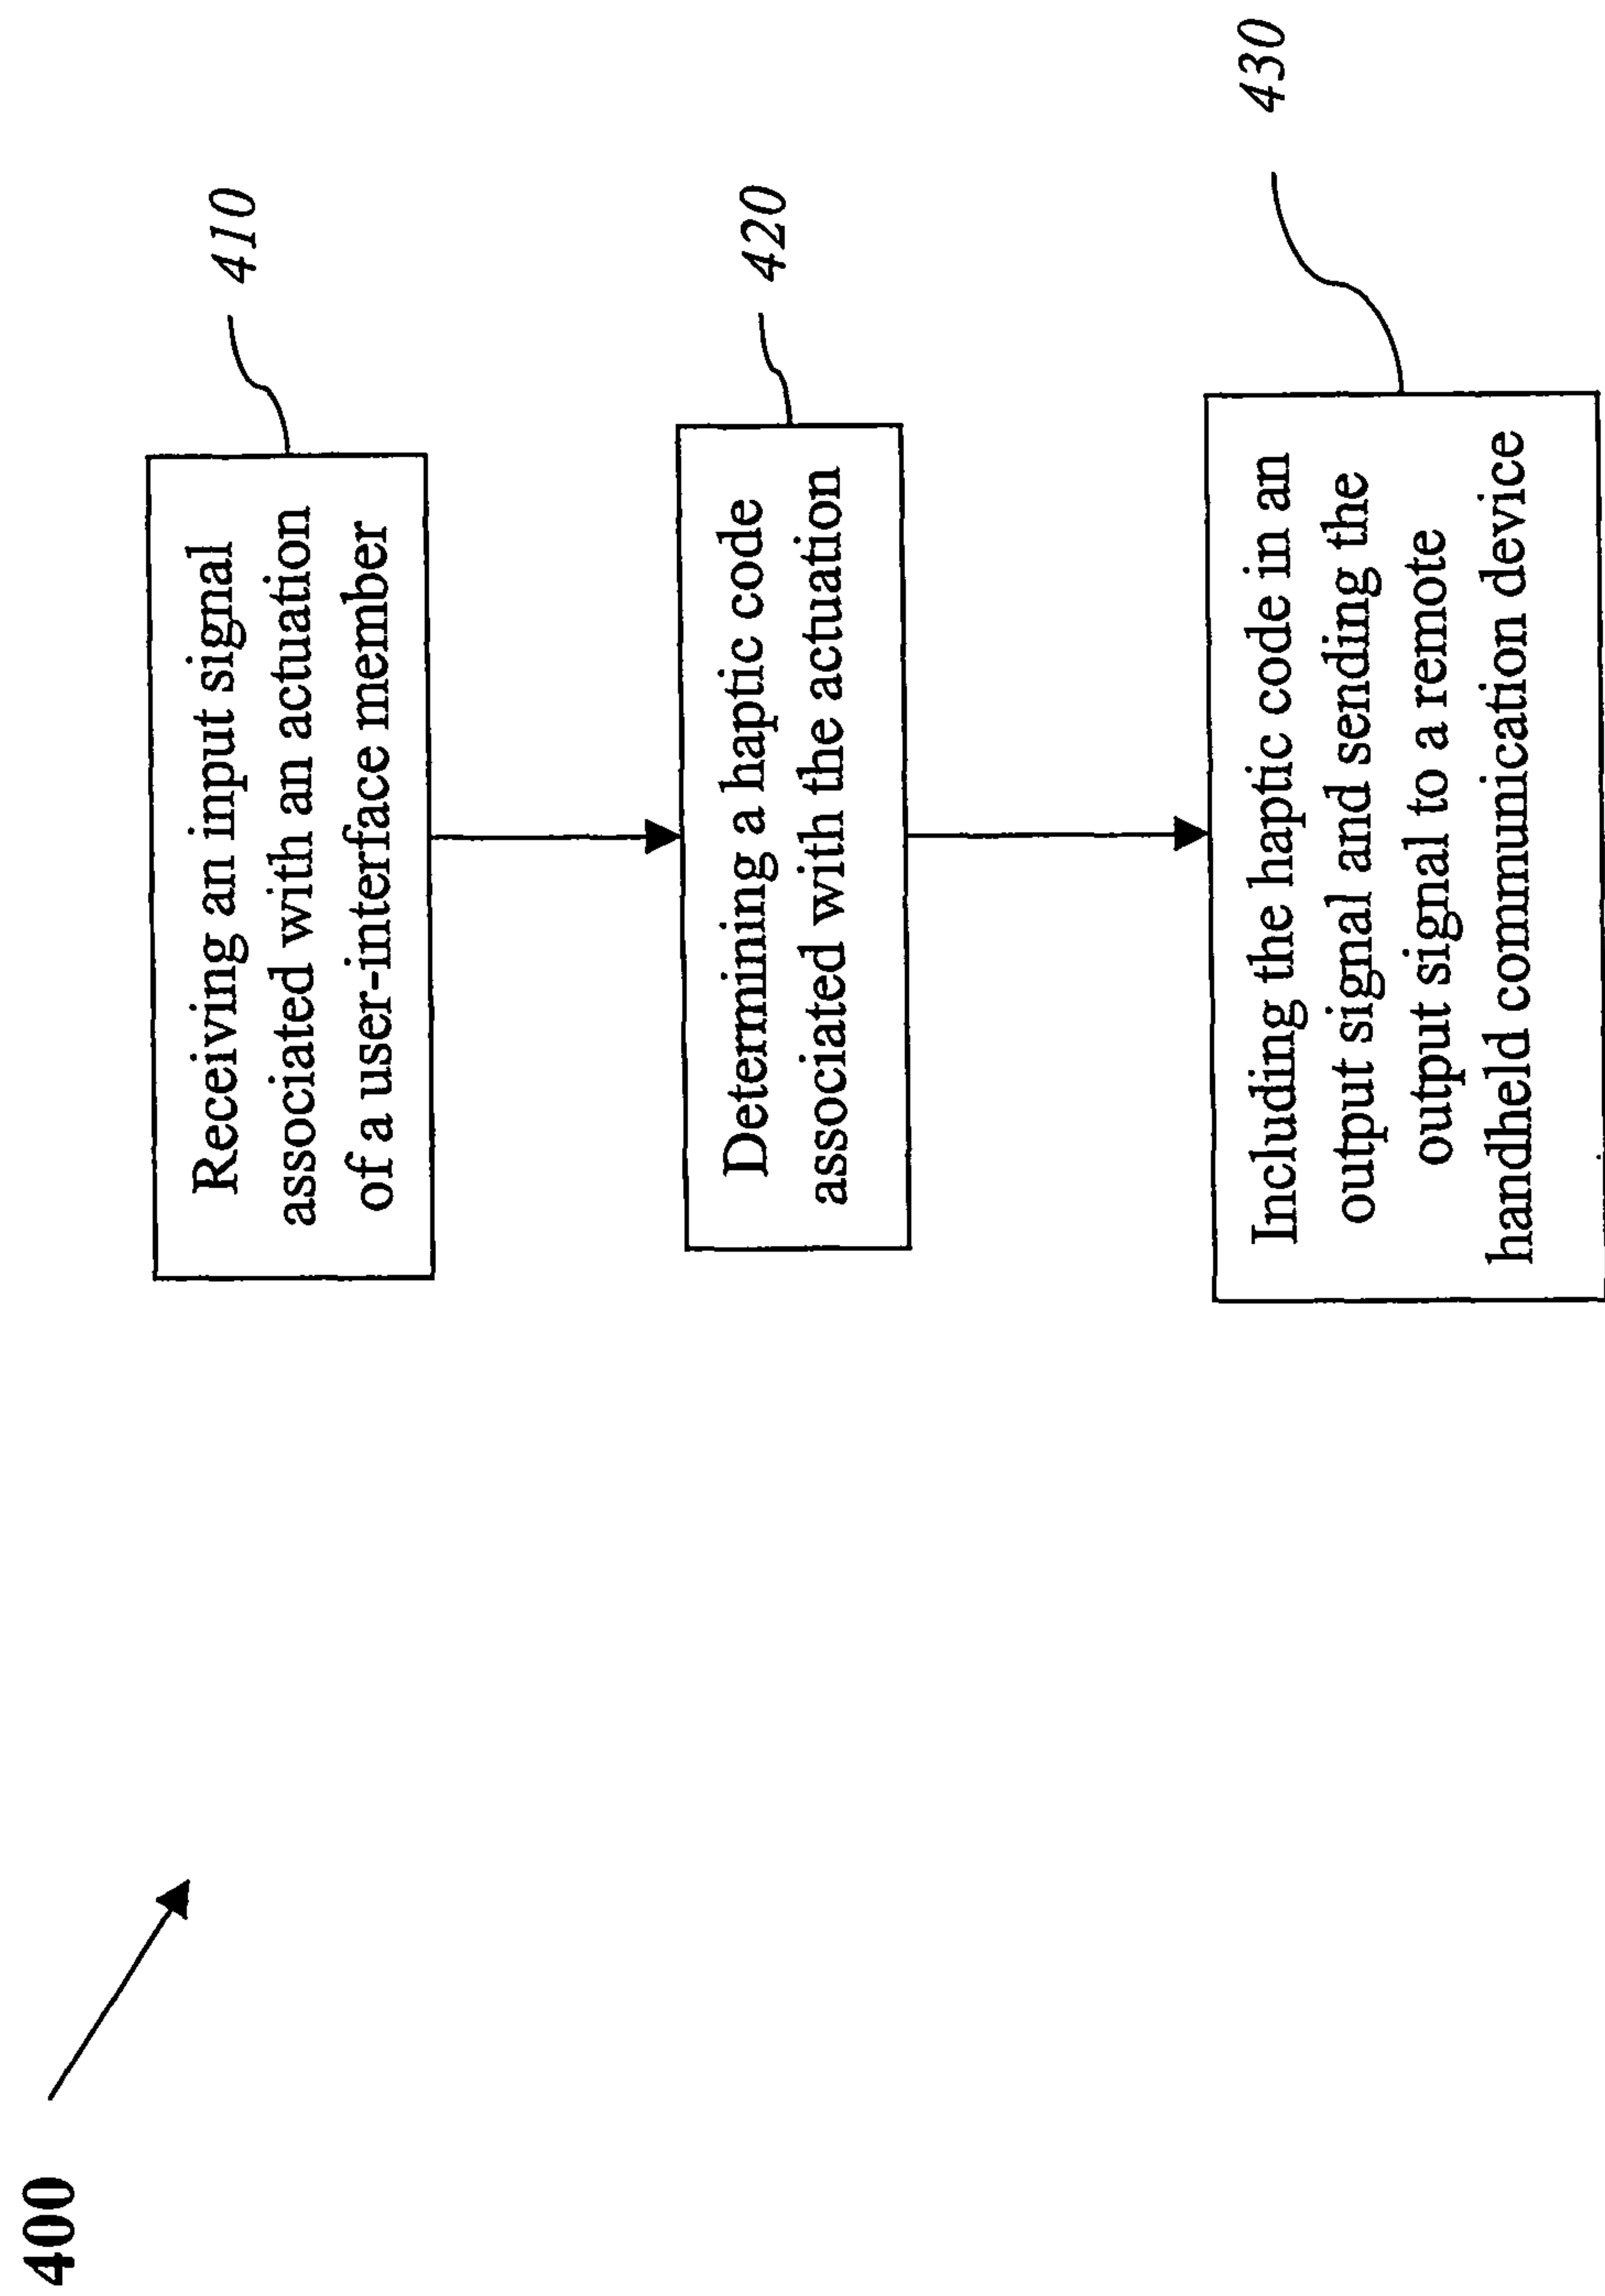 400
Receiving an input signal
associated with an actuation
of a user-interface member
410
Determining a haptic code
associated with the actuation
420
Including the haptic code in an
output signal and sending the
output signal to a remote
handheld communication device
430